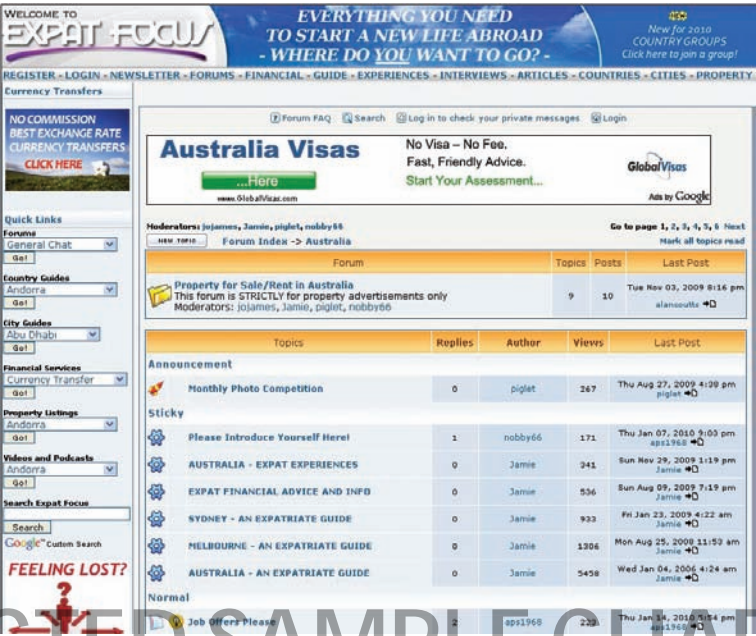 WELCOME TO
EXPAT FOCUS
EVERYTHING YOU NEED
TO START A NEW LIFE ABROAD
- WHERE DO YOU WANT TO GO? -
New for 2010
COUNTRY GROUPS
Click here to join a group!
REGISTER - LOGIN - NEWSLETTER - FORUMS - FINANCIAL - GUIDE - EXPERIENCES - INTERVIEWS - ARTICLES - COUNTRIES - CITIES - PROPERTY
Currency Transfers
NO COMMISSION
BEST EXCHANGE RATE
CURRENCY TRANSFERS
CLICK HERE
Quick Links
Forums
General Chat
Go!
Country Guides
Andorra
Go!
City Guides
Abu Dhabi
Go!
Financial Services
Currency Transfer
Go!
Property Listings
Andorra
Go!
Videos and Podcasts
Andorra
Go!
Search Expat Focus
Search
Google™ Custom Search
FEELING LOST?
?
Forum FAQ Search Log in to check your private messages Login
Australia Visas
...Here
www.GlobalVisas.com
No Visa – No Fee.
Fast, Friendly Advice.
Start Your Assessment...
GlobalVisas
Ads by Google
Moderators: jojames, Jamie, piglet, nobby66
Go to page 1, 2, 3, 4, 5, 6 Next
NEW TOPIC Forum Index -> Australia
Mark all topics read
Forum Topics Posts Last Post
Property for Sale/Rent in Australia
This forum is STRICTLY for property advertisements only
Moderators: jojames, Jamie, piglet, nobby66
9 10 Tue Nov 03, 2009 8:16 pm
alancoutts
Topics Replies Author Views Last Post
Announcement
Monthly Photo Competition 0 piglet 267 Thu Aug 27, 2009 4:39 pm
piglet
Sticky
Please Introduce Yourself Here! 1 nobby66 171 Thu Jan 07, 2010 9:03 pm
aps1968
AUSTRALIA - EXPAT EXPERIENCES 0 Jamie 341 Sun Nov 29, 2009 1:19 pm
Jamie
EXPAT FINANCIAL ADVICE AND INFO 0 Jamie 536 Sun Aug 09, 2009 7:19 pm
Jamie
SYDNEY - AN EXPATRIATE GUIDE 0 Jamie 933 Fri Jan 23, 2009 4:22 am
Jamie
MELBOURNE - AN EXPATRIATE GUIDE 0 Jamie 1306 Mon Aug 25, 2008 11:53 am
Jamie
AUSTRALIA - AN EXPATRIATE GUIDE 0 Jamie 5458 Wed Jan 04, 2006 4:24 am
Jamie
Normal
Job Offers Please 2 aps1968 223 Thu Jan 14, 2010 5:54 pm
aps1968
SAMPLE